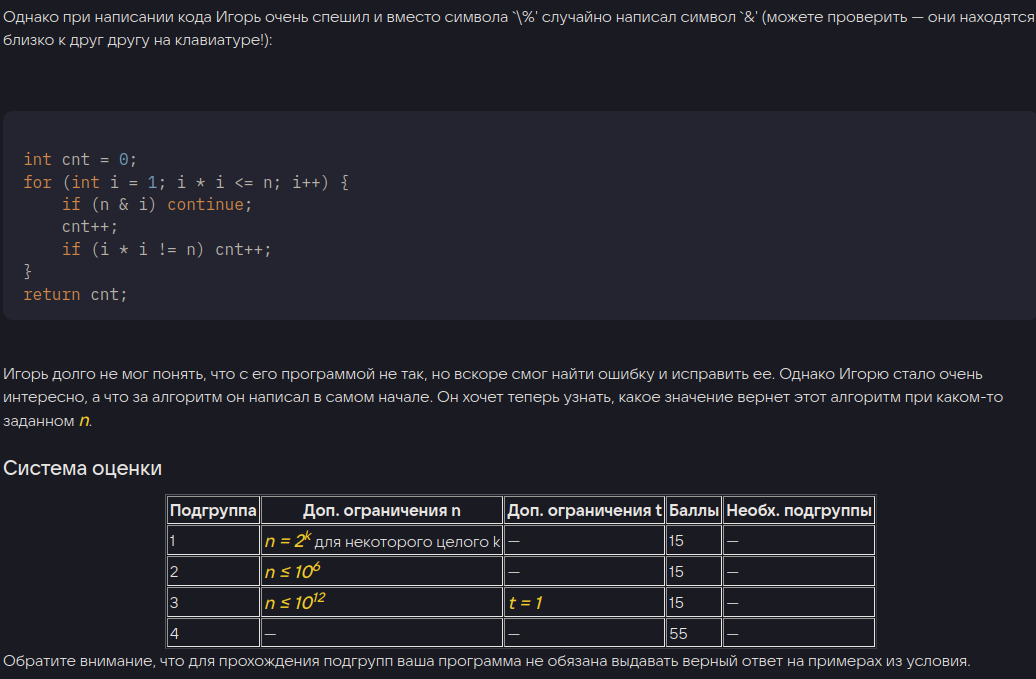 Однако при написании кода Игорь очень спешил и вместо символа `\%' случайно написал символ `&' (можете проверить — они находятся
близко к друг другу на клавиатуре!):
int cnt = 0;
for (int i = 1; i * i <= n; i++) {
    if (n & i) continue;
    cnt++;
    if (i * i != n) cnt++;
}
return cnt;
Игорь долго не мог понять, что с его программой не так, но вскоре смог найти ошибку и исправить ее. Однако Игорю стало очень
интересно, а что за алгоритм он написал в самом начале. Он хочет теперь узнать, какое значение вернет этот алгоритм при каком-то
заданном n.
Система оценки
Подгруппа Доп. ограничения n Доп. ограничения t Баллы Необх. подгруппы
1 n = 2^k для некоторого целого k — 15 —
2 n ≤ 10^6 — 15 —
3 n ≤ 10^12 t = 1 15 —
4 — — 55 —
Обратите внимание, что для прохождения подгрупп ваша программа не обязана выдавать верный ответ на примерах из условия.